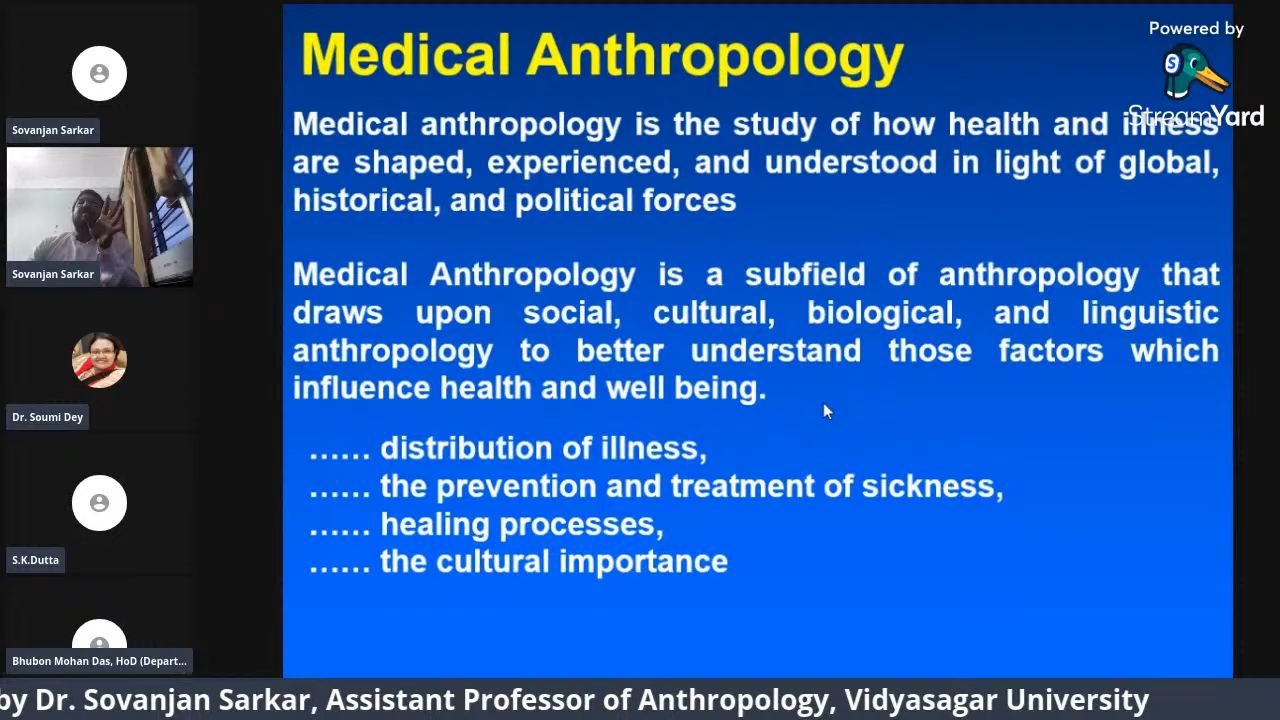 Medical Anthropology
Medical anthropology is the study of how health and illness
are shaped, experienced, and understood in light of global,
historical, and political forces
Medical Anthropology is a subfield of anthropology that
draws upon social, cultural, biological, and linguistic
anthropology to better understand those factors which
influence health and well being.
...... distribution of illness,
...... the prevention and treatment of sickness,
...... healing processes,
...... the cultural importance
Powered by
S
StreamYard
Sovanjan Sarkar
Sovanjan Sarkar
Dr. Soumi Dey
S.K.Dutta
Bhubon Mohan Das, HoD (Depart...
by Dr. Sovanjan Sarkar, Assistant Professor of Anthropology, Vidyasagar University